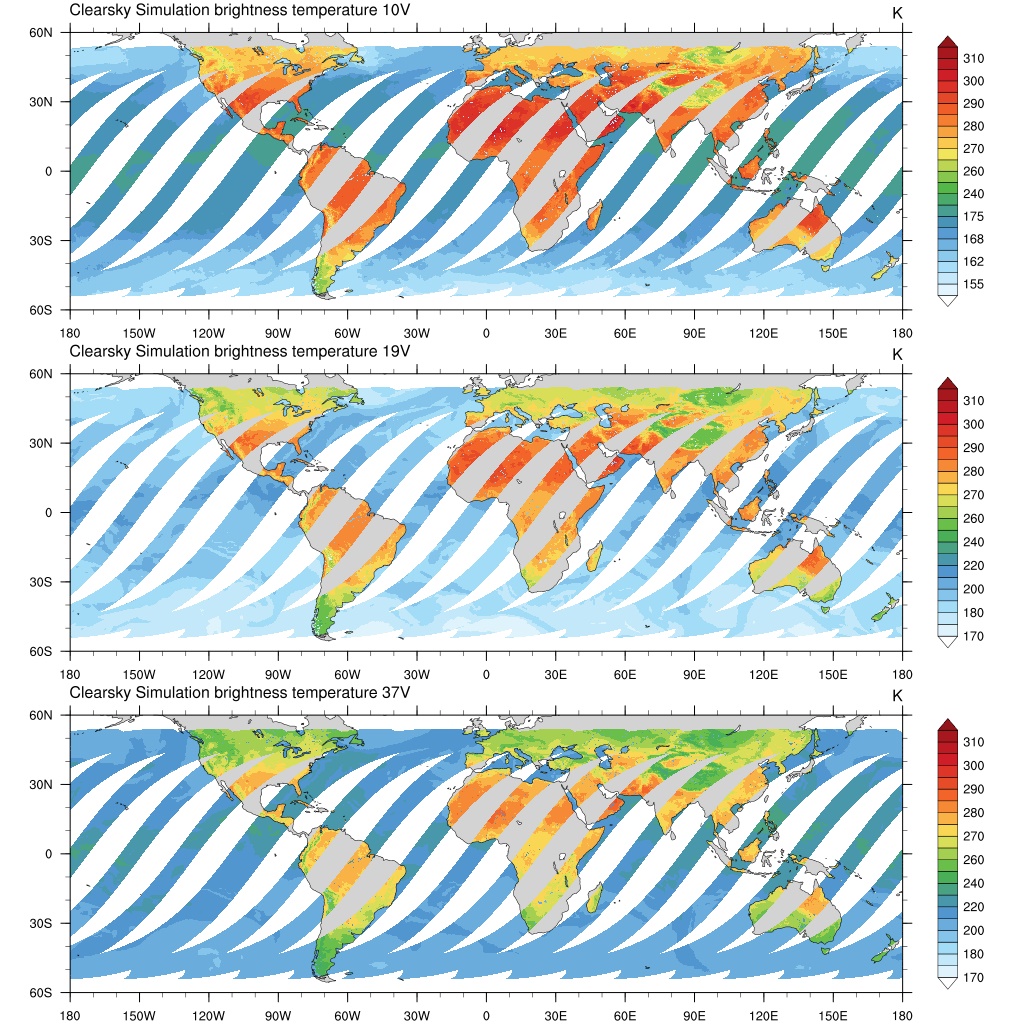 Clearsky Simulation brightness temperature 10V K
60N
30N
0
30S
60S
180 150W 120W 90W 60W 30W 0 30E 60E 90E 120E 150E 180
310
300
290
280
270
260
240
175
168
162
155
Clearsky Simulation brightness temperature 19V K
60N
30N
0
30S
60S
180 150W 120W 90W 60W 30W 0 30E 60E 90E 120E 150E 180
310
300
290
280
270
260
240
220
200
180
170
Clearsky Simulation brightness temperature 37V K
60N
30N
0
30S
60S
180 150W 120W 90W 60W 30W 0 30E 60E 90E 120E 150E 180
310
300
290
280
270
260
240
220
200
180
170